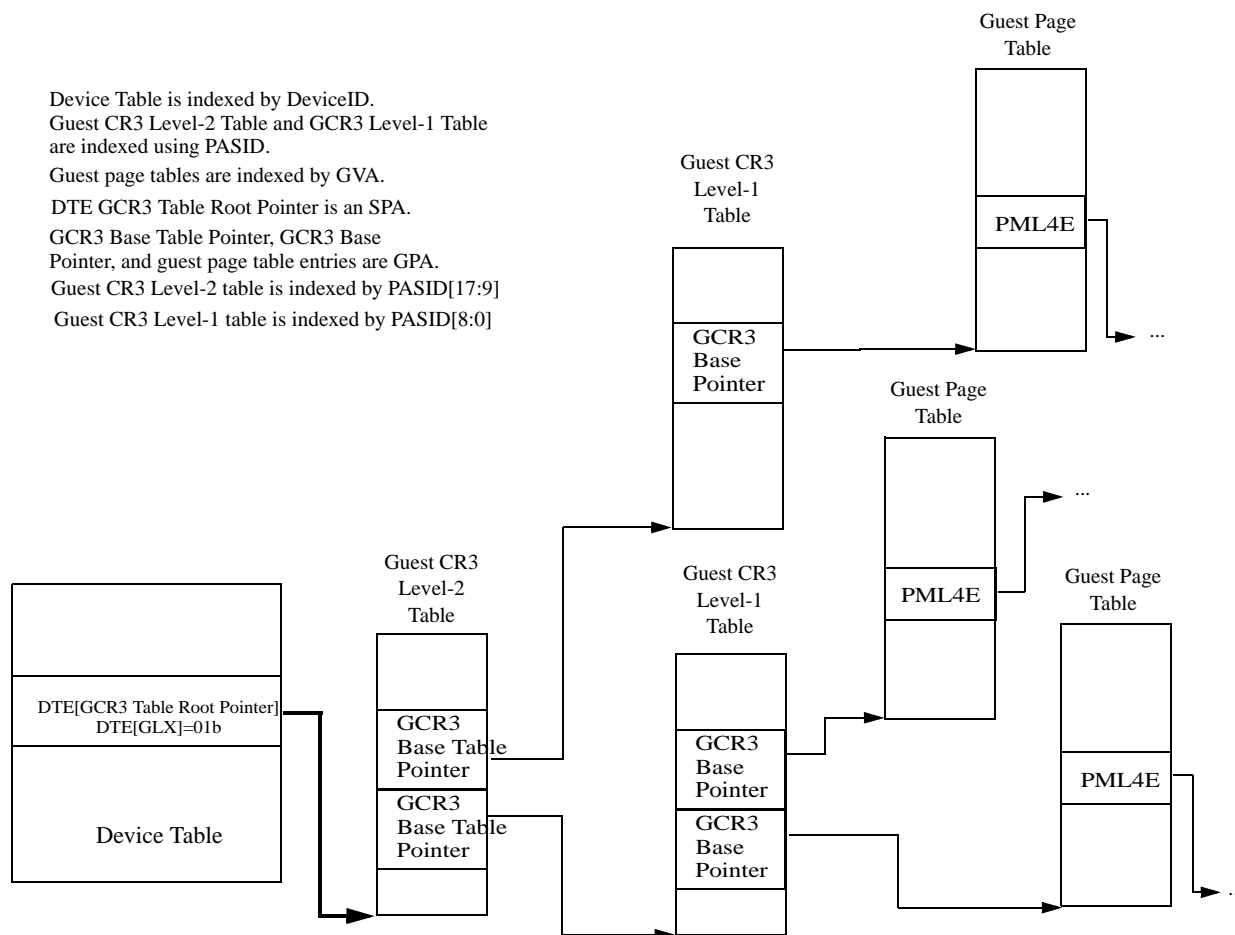 Device Table is indexed by DeviceID.
Guest CR3 Level-2 Table and GCR3 Level-1 Table
are indexed using PASID.
Guest page tables are indexed by GVA.
DTE GCR3 Table Root Pointer is an SPA.
GCR3 Base Table Pointer, GCR3 Base
Pointer, and guest page table entries are GPA.
Guest CR3 Level-2 table is indexed by PASID[17:9]
Guest CR3 Level-1 table is indexed by PASID[8:0]
Guest Page
Table
PML4E
...
Guest CR3
Level-1
Table
GCR3
Base
Pointer
Guest Page
Table
PML4E
...
Guest CR3
Level-2
Table
GCR3
Base Table
Pointer
GCR3
Base Table
Pointer
Guest CR3
Level-1
Table
GCR3
Base
Pointer
GCR3
Base
Pointer
Guest Page
Table
PML4E
..
DTE[GCR3 Table Root Pointer]
DTE[GLX]=01b
Device Table